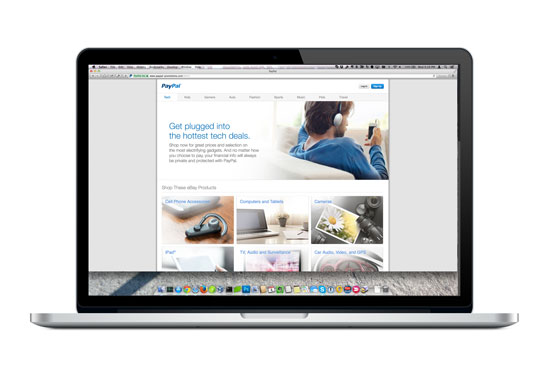 PayPal
Get plugged into
the hottest tech deals.
Shop now for great prices and selection on
the most electrifying gadgets. And no matter how
you choose to pay, your financial info will always
be private and protected with PayPal.
Shop These eBay Products
Cell Phone Accessories
Computers and Tablets
Cameras
iPad®
TV, Audio and Surveillance
Car Audio, Video, and GPS